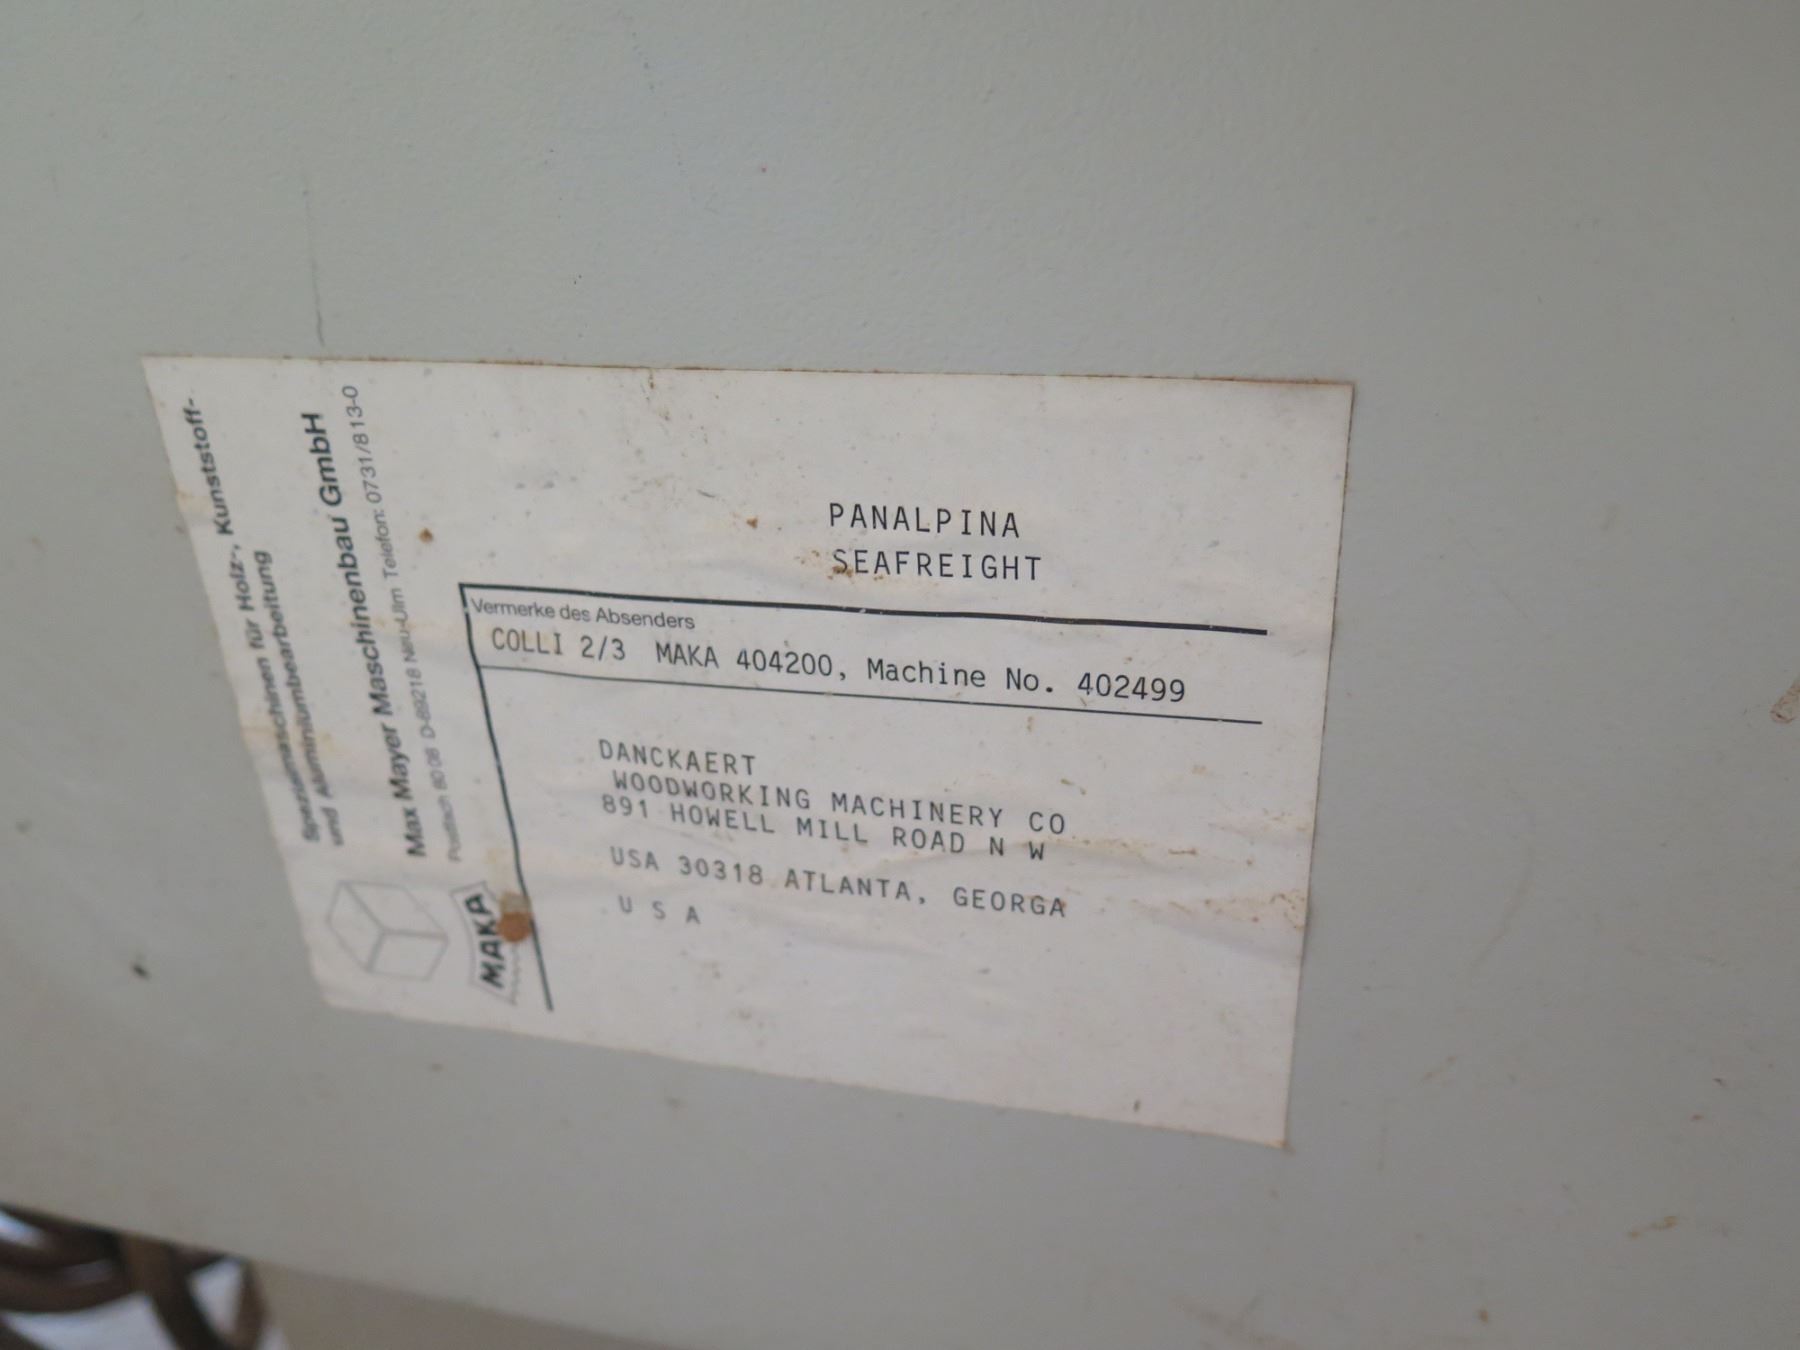 PANALPINA
SEAFREIGHT
Vermerke des Absenders
COLLI 2/3 MAKA 404200, Machine No. 402499
DANCKAERT
WOODWORKING MACHINERY CO
891 HOWELL MILL ROAD N W
USA 30318 ATLANTA, GEORGA
U S A
Spezialmaschinen für Holz-, Kunststoff-
und Aluminiumbearbeitung
Max Mayer Maschinenbau GmbH
Postfach 8008 D-89218 Neu-Ulm Telefon: 0731/813-0
MAKA